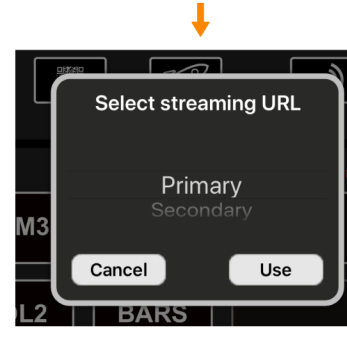 Select streaming URL
Primary
Secondary
M3
Cancel
Use
L2
BARS